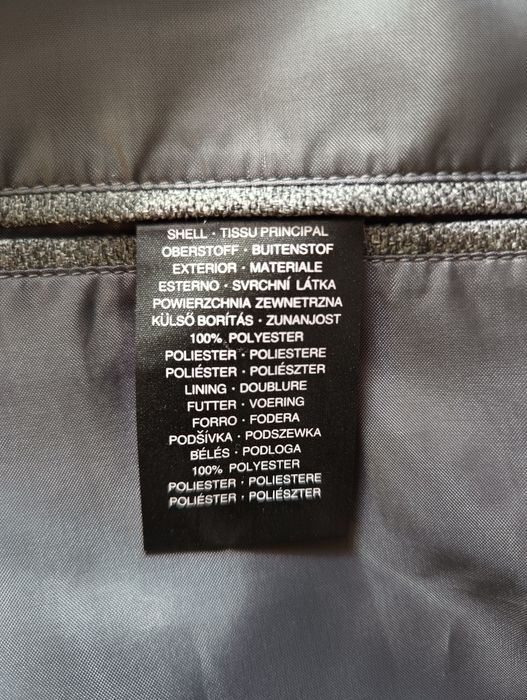 SHELL · TISSU PRINCIPAL
OBERSTOFF · BUITENSTOF
EXTERIOR · MATERIALE
ESTERNO · SVRCHNÍ LÁTKA
POWIERZCHNIA ZEWNETRZNA
KÜLSŐ BORÍTÁS · ZUNANJOST
100% POLYESTER
POLIESTER · POLIESTERE
POLIÉSTER · POLIÉSZTER
LINING · DOUBLURE
FUTTER · VOERING
FORRO · FODERA
PODŠÍVKA · PODSZEWKA
BÉLÉS · PODLOGA
100% POLYESTER
POLIESTER · POLIESTERE
POLIÉSTER · POLIÉSZTER